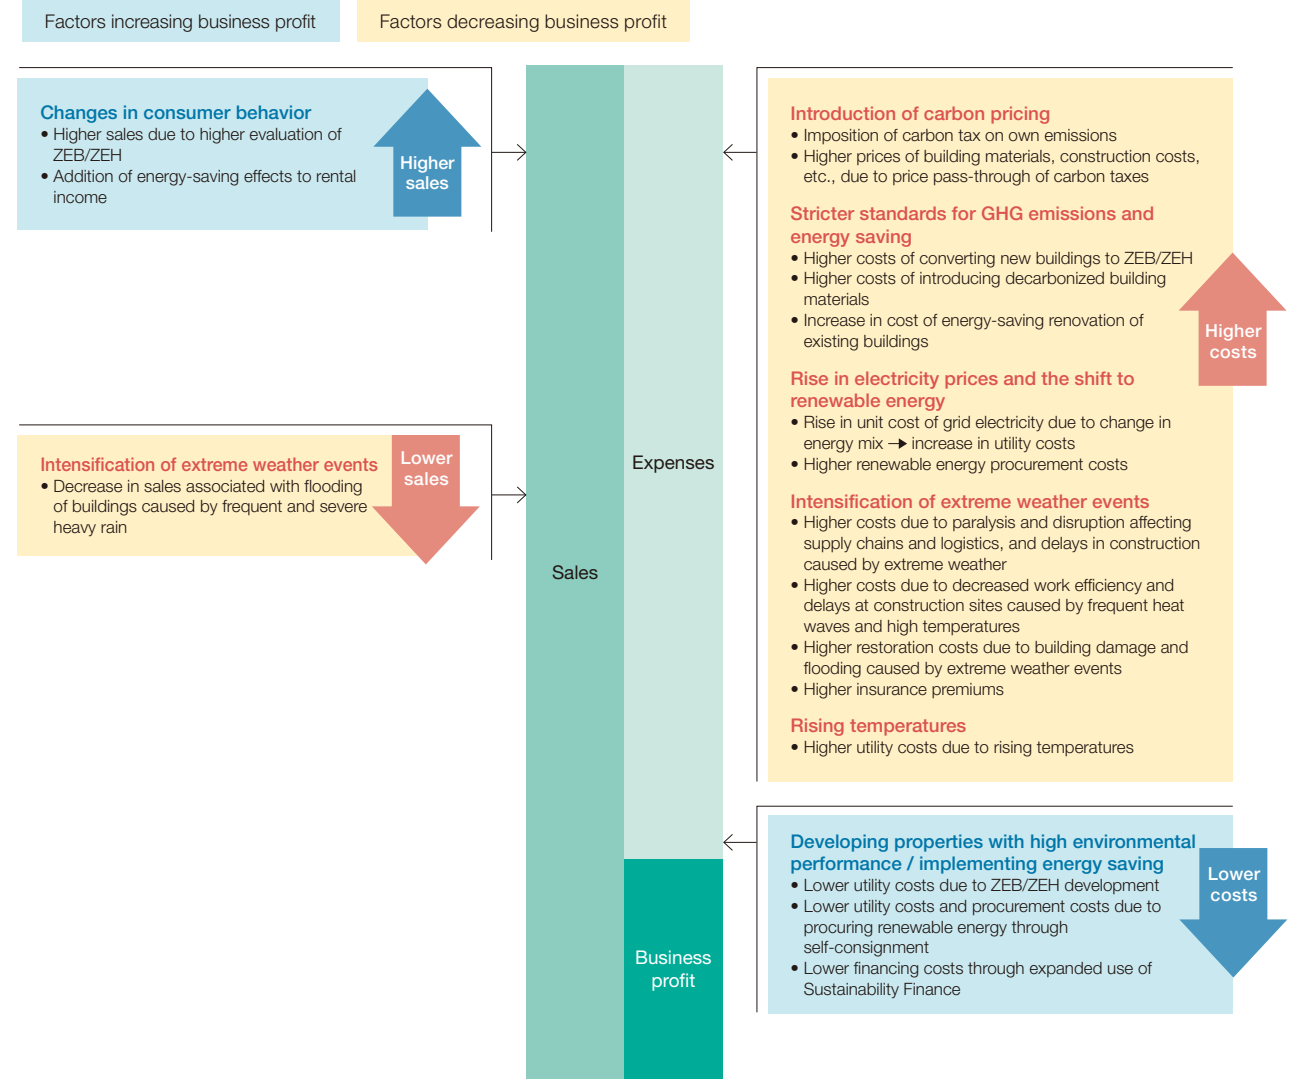 Factors increasing business profit
Factors decreasing business profit
Changes in consumer behavior
• Higher sales due to higher evaluation of
ZEB/ZEH
• Addition of energy-saving effects to rental
income
Higher
sales
Intensification of extreme weather events
• Decrease in sales associated with flooding
of buildings caused by frequent and severe
heavy rain
Lower
sales
Sales
Expenses
Business
profit
Introduction of carbon pricing
• Imposition of carbon tax on own emissions
• Higher prices of building materials, construction costs,
etc., due to price pass-through of carbon taxes
Stricter standards for GHG emissions and
energy saving
• Higher costs of converting new buildings to ZEB/ZEH
• Higher costs of introducing decarbonized building
materials
• Increase in cost of energy-saving renovation of
existing buildings
Rise in electricity prices and the shift to
renewable energy
• Rise in unit cost of grid electricity due to change in
energy mix → increase in utility costs
• Higher renewable energy procurement costs
Intensification of extreme weather events
• Higher costs due to paralysis and disruption affecting
supply chains and logistics, and delays in construction
caused by extreme weather
• Higher costs due to decreased work efficiency and
delays at construction sites caused by frequent heat
waves and high temperatures
• Higher restoration costs due to building damage and
flooding caused by extreme weather events
• Higher insurance premiums
Rising temperatures
• Higher utility costs due to rising temperatures
Higher
costs
Developing properties with high environmental
performance / implementing energy saving
• Lower utility costs due to ZEB/ZEH development
• Lower utility costs and procurement costs due to
procuring renewable energy through
self-consignment
• Lower financing costs through expanded use of
Sustainability Finance
Lower
costs